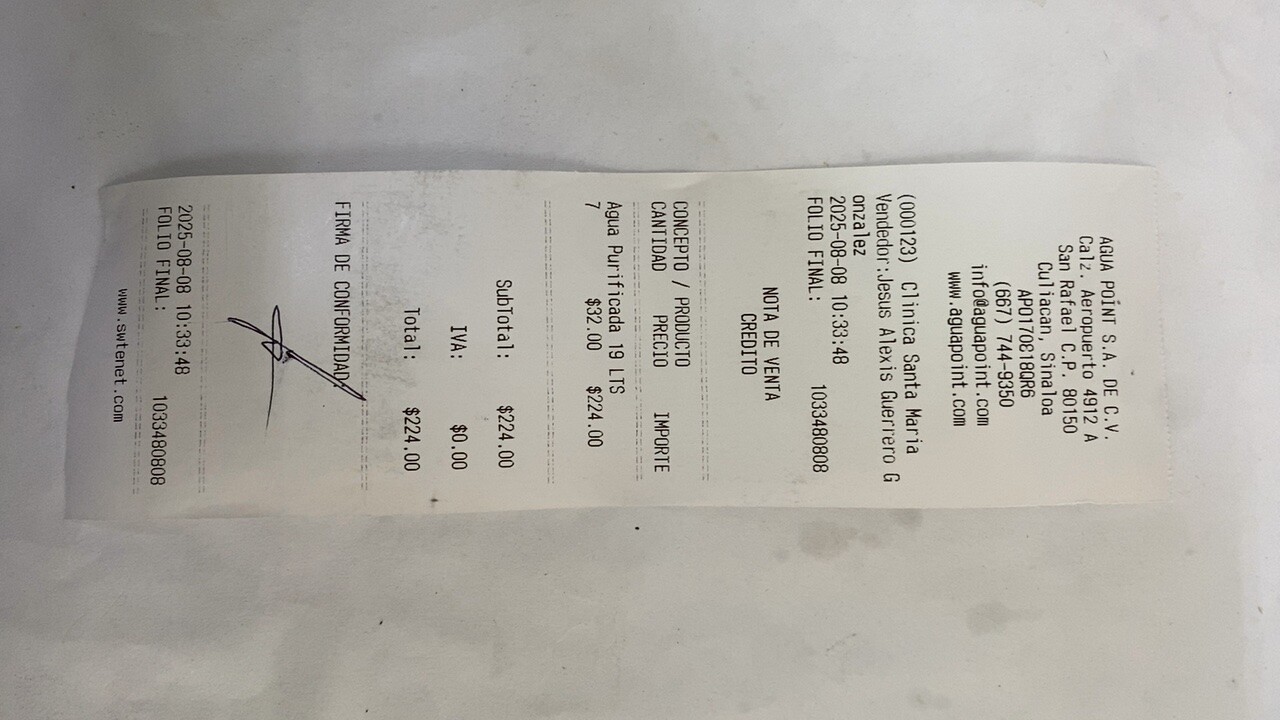 AGUA POINT S.A. DE C.V.
Calz. Aeropuerto 4912 A
San Rafael C.P. 80150
Culiacan, Sinaloa
APO170818QR6
(667) 744-9350
info@aguapoint.com
www.aguapoint.com
(000123) Clinica Santa Maria
Vendedor:Jesus Alexis Guerrero G
onzalez
2025-08-08 10:33:48
FOLIO FINAL: 1033480808
NOTA DE VENTA
CREDITO
CONCEPTO / PRODUCTO
CANTIDAD PRECIO IMPORTE
Agua Purificada 19 LTS
7 $32.00 $224.00
SubTotal: $224.00
IVA: $0.00
Total: $224.00
FIRMA DE CONFORMIDAD:
2025-08-08 10:33:48
FOLIO FINAL: 1033480808
www.swtenet.com